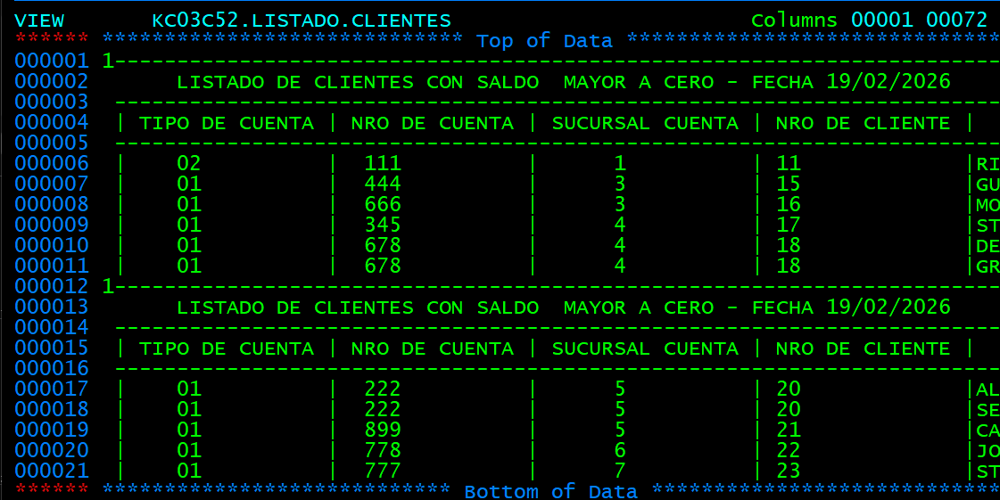 VIEW       KC03C52.LISTADO.CLIENTES                        Columns 00001 00072
****** ***************************** Top of Data ******************************
000001 1-----------------------------------------------------------------------
000002       LISTADO DE CLIENTES CON SALDO  MAYOR A CERO - FECHA 19/02/2026
000003  -----------------------------------------------------------------------
000004  | TIPO DE CUENTA | NRO DE CUENTA | SUCURSAL CUENTA | NRO DE CLIENTE |
000005  -----------------------------------------------------------------------
000006  |    02          |  111          |      1          | 11             |RI
000007  |    01          |  444          |      3          | 15             |GU
000008  |    01          |  666          |      3          | 16             |MO
000009  |    01          |  345          |      4          | 17             |ST
000010  |    01          |  678          |      4          | 18             |DE
000011  |    01          |  678          |      4          | 18             |GR
000012 1-----------------------------------------------------------------------
000013       LISTADO DE CLIENTES CON SALDO  MAYOR A CERO - FECHA 19/02/2026
000014  -----------------------------------------------------------------------
000015  | TIPO DE CUENTA | NRO DE CUENTA | SUCURSAL CUENTA | NRO DE CLIENTE |
000016  -----------------------------------------------------------------------
000017  |    01          |  222          |      5          | 20             |AL
000018  |    01          |  222          |      5          | 20             |SE
000019  |    01          |  899          |      5          | 21             |CA
000020  |    01          |  778          |      6          | 22             |JO
000021  |    01          |  777          |      7          | 23             |ST
****** **************************** Bottom of Data ****************************